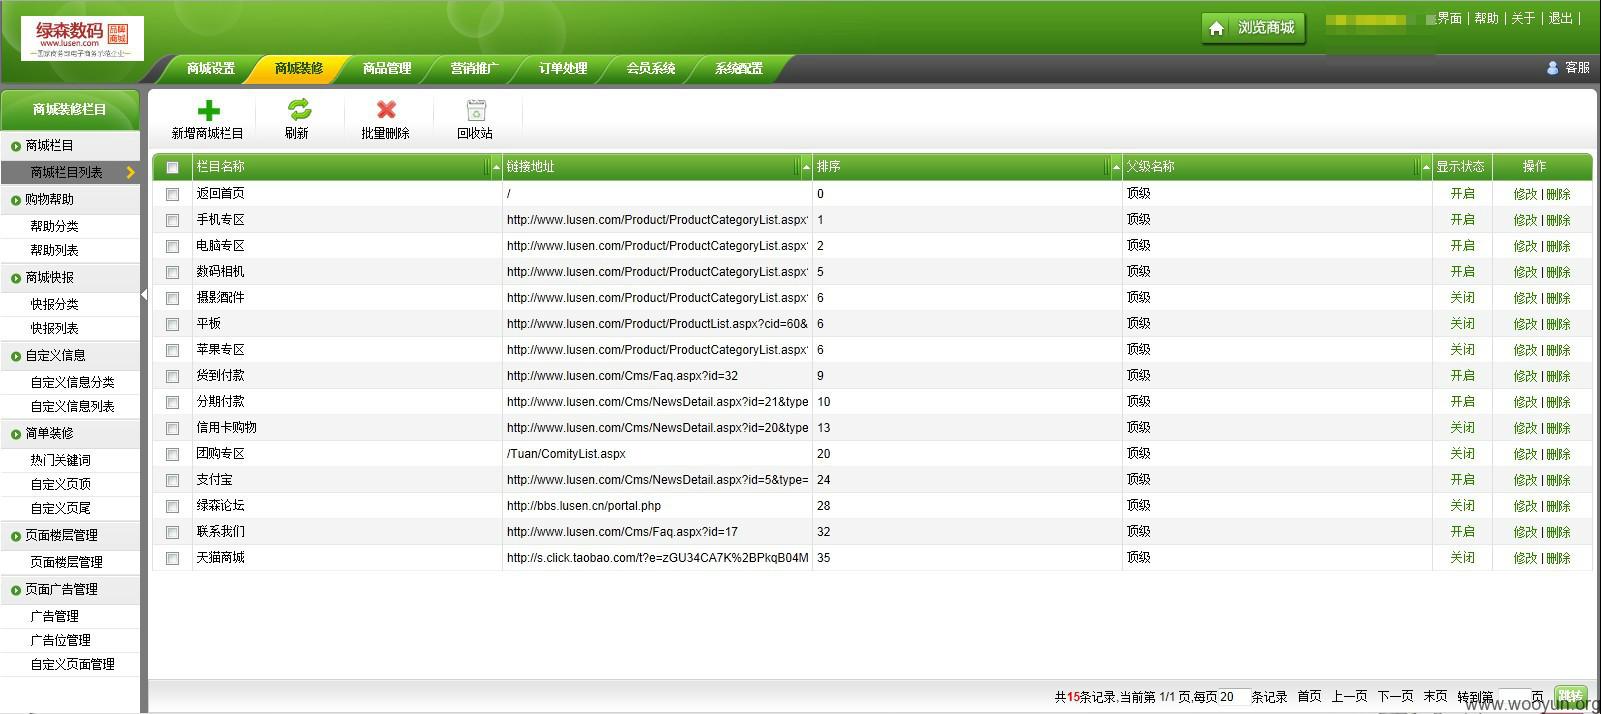 绿森数码 品牌商城
www.lusen.com
国家商务部电子商务示范企业
浏览商城
界面 | 帮助 | 关于 | 退出 |
商城设置 商城装修 商品管理 营销推广 订单处理 会员系统 系统配置
客服
商城装修栏目
商城栏目
商城栏目列表
购物帮助
帮助分类
帮助列表
商城快报
快报分类
快报列表
自定义信息
自定义信息分类
自定义信息列表
简单装修
热门关键词
自定义页顶
自定义页尾
页面楼层管理
页面楼层管理
页面广告管理
广告管理
广告位管理
自定义页面管理
新增商城栏目 刷新 批量删除 回收站
栏目名称 链接地址 排序 父级名称 显示状态 操作
返回首页 / 0 顶级 开启 修改 | 删除
手机专区 http://www.lusen.com/Product/ProductCategoryList.aspx 1 顶级 开启 修改 | 删除
电脑专区 http://www.lusen.com/Product/ProductCategoryList.aspx 2 顶级 开启 修改 | 删除
数码相机 http://www.lusen.com/Product/ProductCategoryList.aspx 5 顶级 开启 修改 | 删除
摄影配件 http://www.lusen.com/Product/ProductCategoryList.aspx 6 顶级 关闭 修改 | 删除
平板 http://www.lusen.com/Product/ProductList.aspx?cid=60& 6 顶级 关闭 修改 | 删除
苹果专区 http://www.lusen.com/Product/ProductCategoryList.aspx 6 顶级 关闭 修改 | 删除
货到付款 http://www.lusen.com/Cms/Faq.aspx?id=32 9 顶级 开启 修改 | 删除
分期付款 http://www.lusen.com/Cms/NewsDetail.aspx?id=21&type 10 顶级 开启 修改 | 删除
信用卡购物 http://www.lusen.com/Cms/NewsDetail.aspx?id=20&type 13 顶级 关闭 修改 | 删除
团购专区 /Tuan/ComityList.aspx 20 顶级 关闭 修改 | 删除
支付宝 http://www.lusen.com/Cms/NewsDetail.aspx?id=5&type= 24 顶级 开启 修改 | 删除
绿森论坛 http://bbs.lusen.cn/portal.php 28 顶级 关闭 修改 | 删除
联系我们 http://www.lusen.com/Cms/Faq.aspx?id=17 32 顶级 开启 修改 | 删除
天猫商城 http://s.click.taobao.com/t?e=zGU34CA7K%2BPkqB04M 35 顶级 关闭 修改 | 删除
共15条记录,当前第 1/1 页,每页 20 条记录 首页 上一页 下一页 末页 转到第 页 跳转
www.wooyun.org